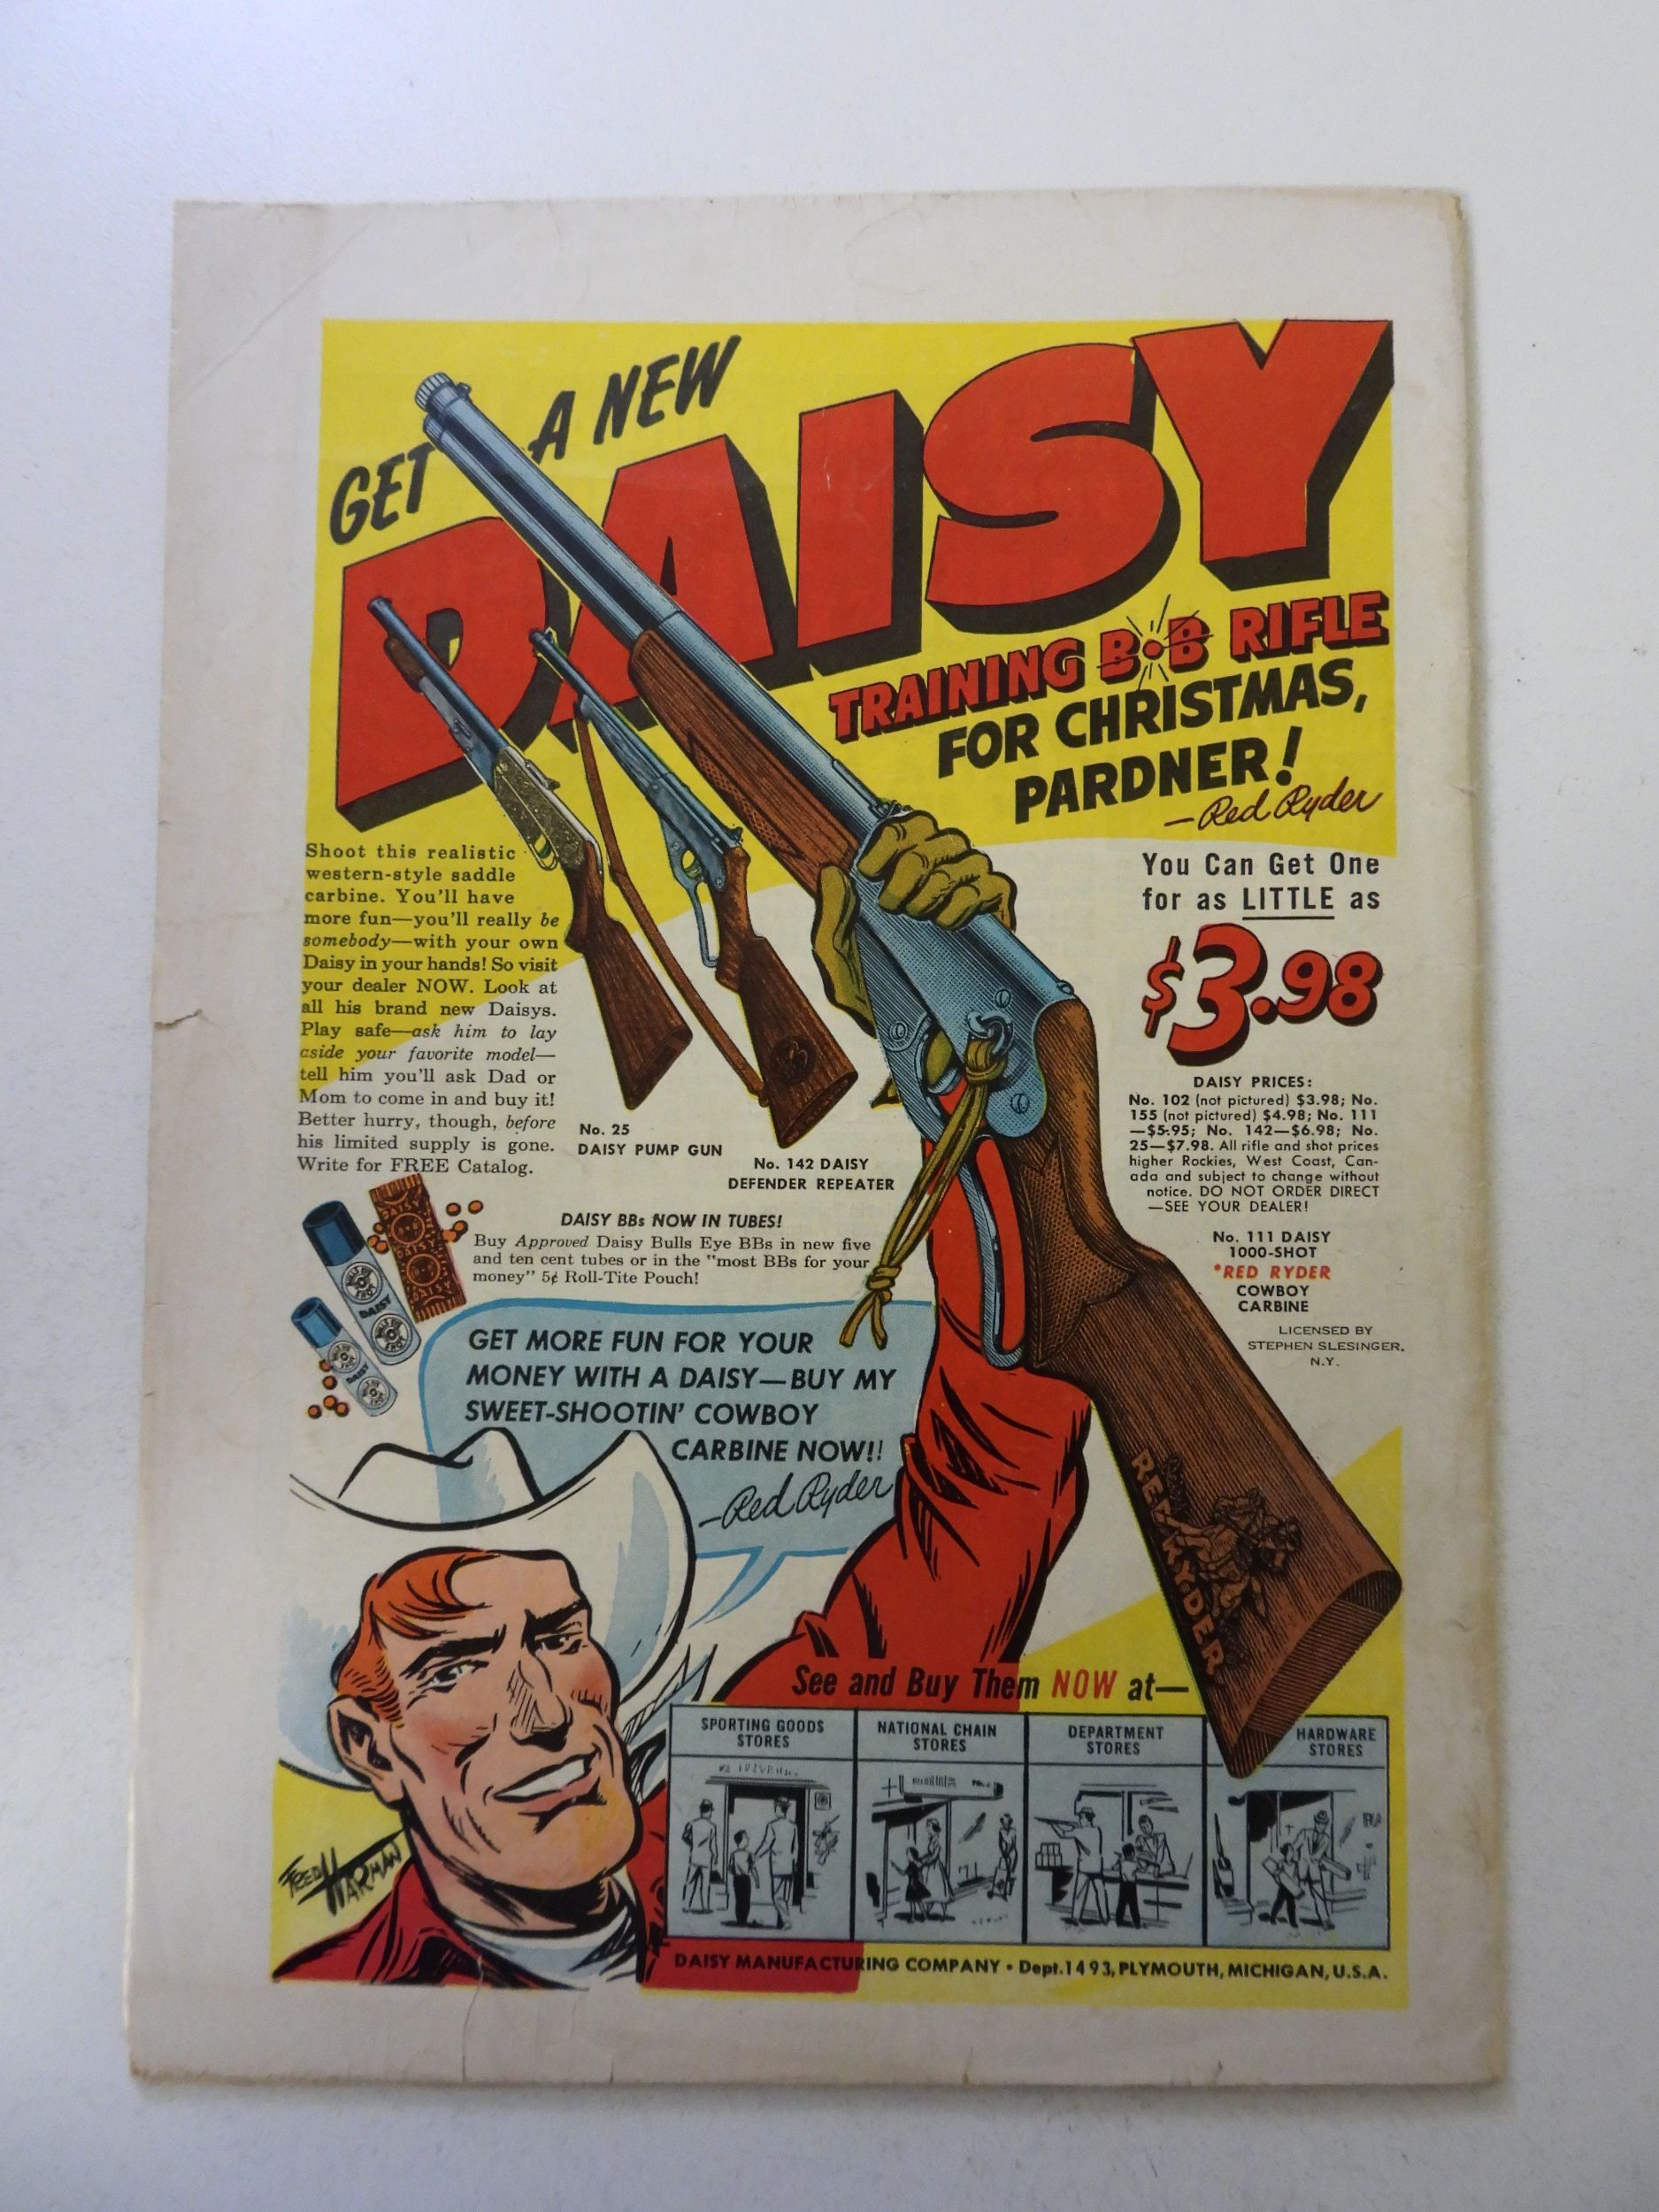 GET A NEW
DAISY
TRAINING B•B RIFLE
FOR CHRISTMAS,
PARDNER!
—Red Ryder
Shoot this realistic
western-style saddle
carbine. You'll have
more fun—you'll really be
somebody—with your own
Daisy in your hands! So visit
your dealer NOW. Look at
all his brand new Daisys.
Play safe—ask him to lay
aside your favorite model—
tell him you'll ask Dad or
Mom to come in and buy it!
Better hurry, though, before
his limited supply is gone.
Write for FREE Catalog.
No. 25
DAISY PUMP GUN
No. 142 DAISY
DEFENDER REPEATER
You Can Get One
for as LITTLE as
$3.98
DAISY PRICES:
No. 102 (not pictured) $3.98; No.
155 (not pictured) $4.98; No. 111
—$5.95; No. 142—$6.98; No.
25—$7.98. All rifle and shot prices
higher Rockies, West Coast, Can-
ada and subject to change without
notice. DO NOT ORDER DIRECT
—SEE YOUR DEALER!
No. 111 DAISY
1000-SHOT
*RED RYDER
COWBOY
CARBINE
LICENSED BY
STEPHEN SLESINGER,
N.Y.
DAISY BBs NOW IN TUBES!
Buy Approved Daisy Bulls Eye BBs in new five
and ten cent tubes or in the "most BBs for your
money" 5¢ Roll-Tite Pouch!
DAISY
DAISY
DAISY
GET MORE FUN FOR YOUR
MONEY WITH A DAISY—BUY MY
SWEET-SHOOTIN' COWBOY
CARBINE NOW!!
—Red Ryder
RED RYDER
See and Buy Them NOW at—
SPORTING GOODS
STORES
NATIONAL CHAIN
STORES
DEPARTMENT
STORES
HARDWARE
STORES
FRED HARMAN
DAISY MANUFACTURING COMPANY • Dept.1493, PLYMOUTH, MICHIGAN, U.S.A.